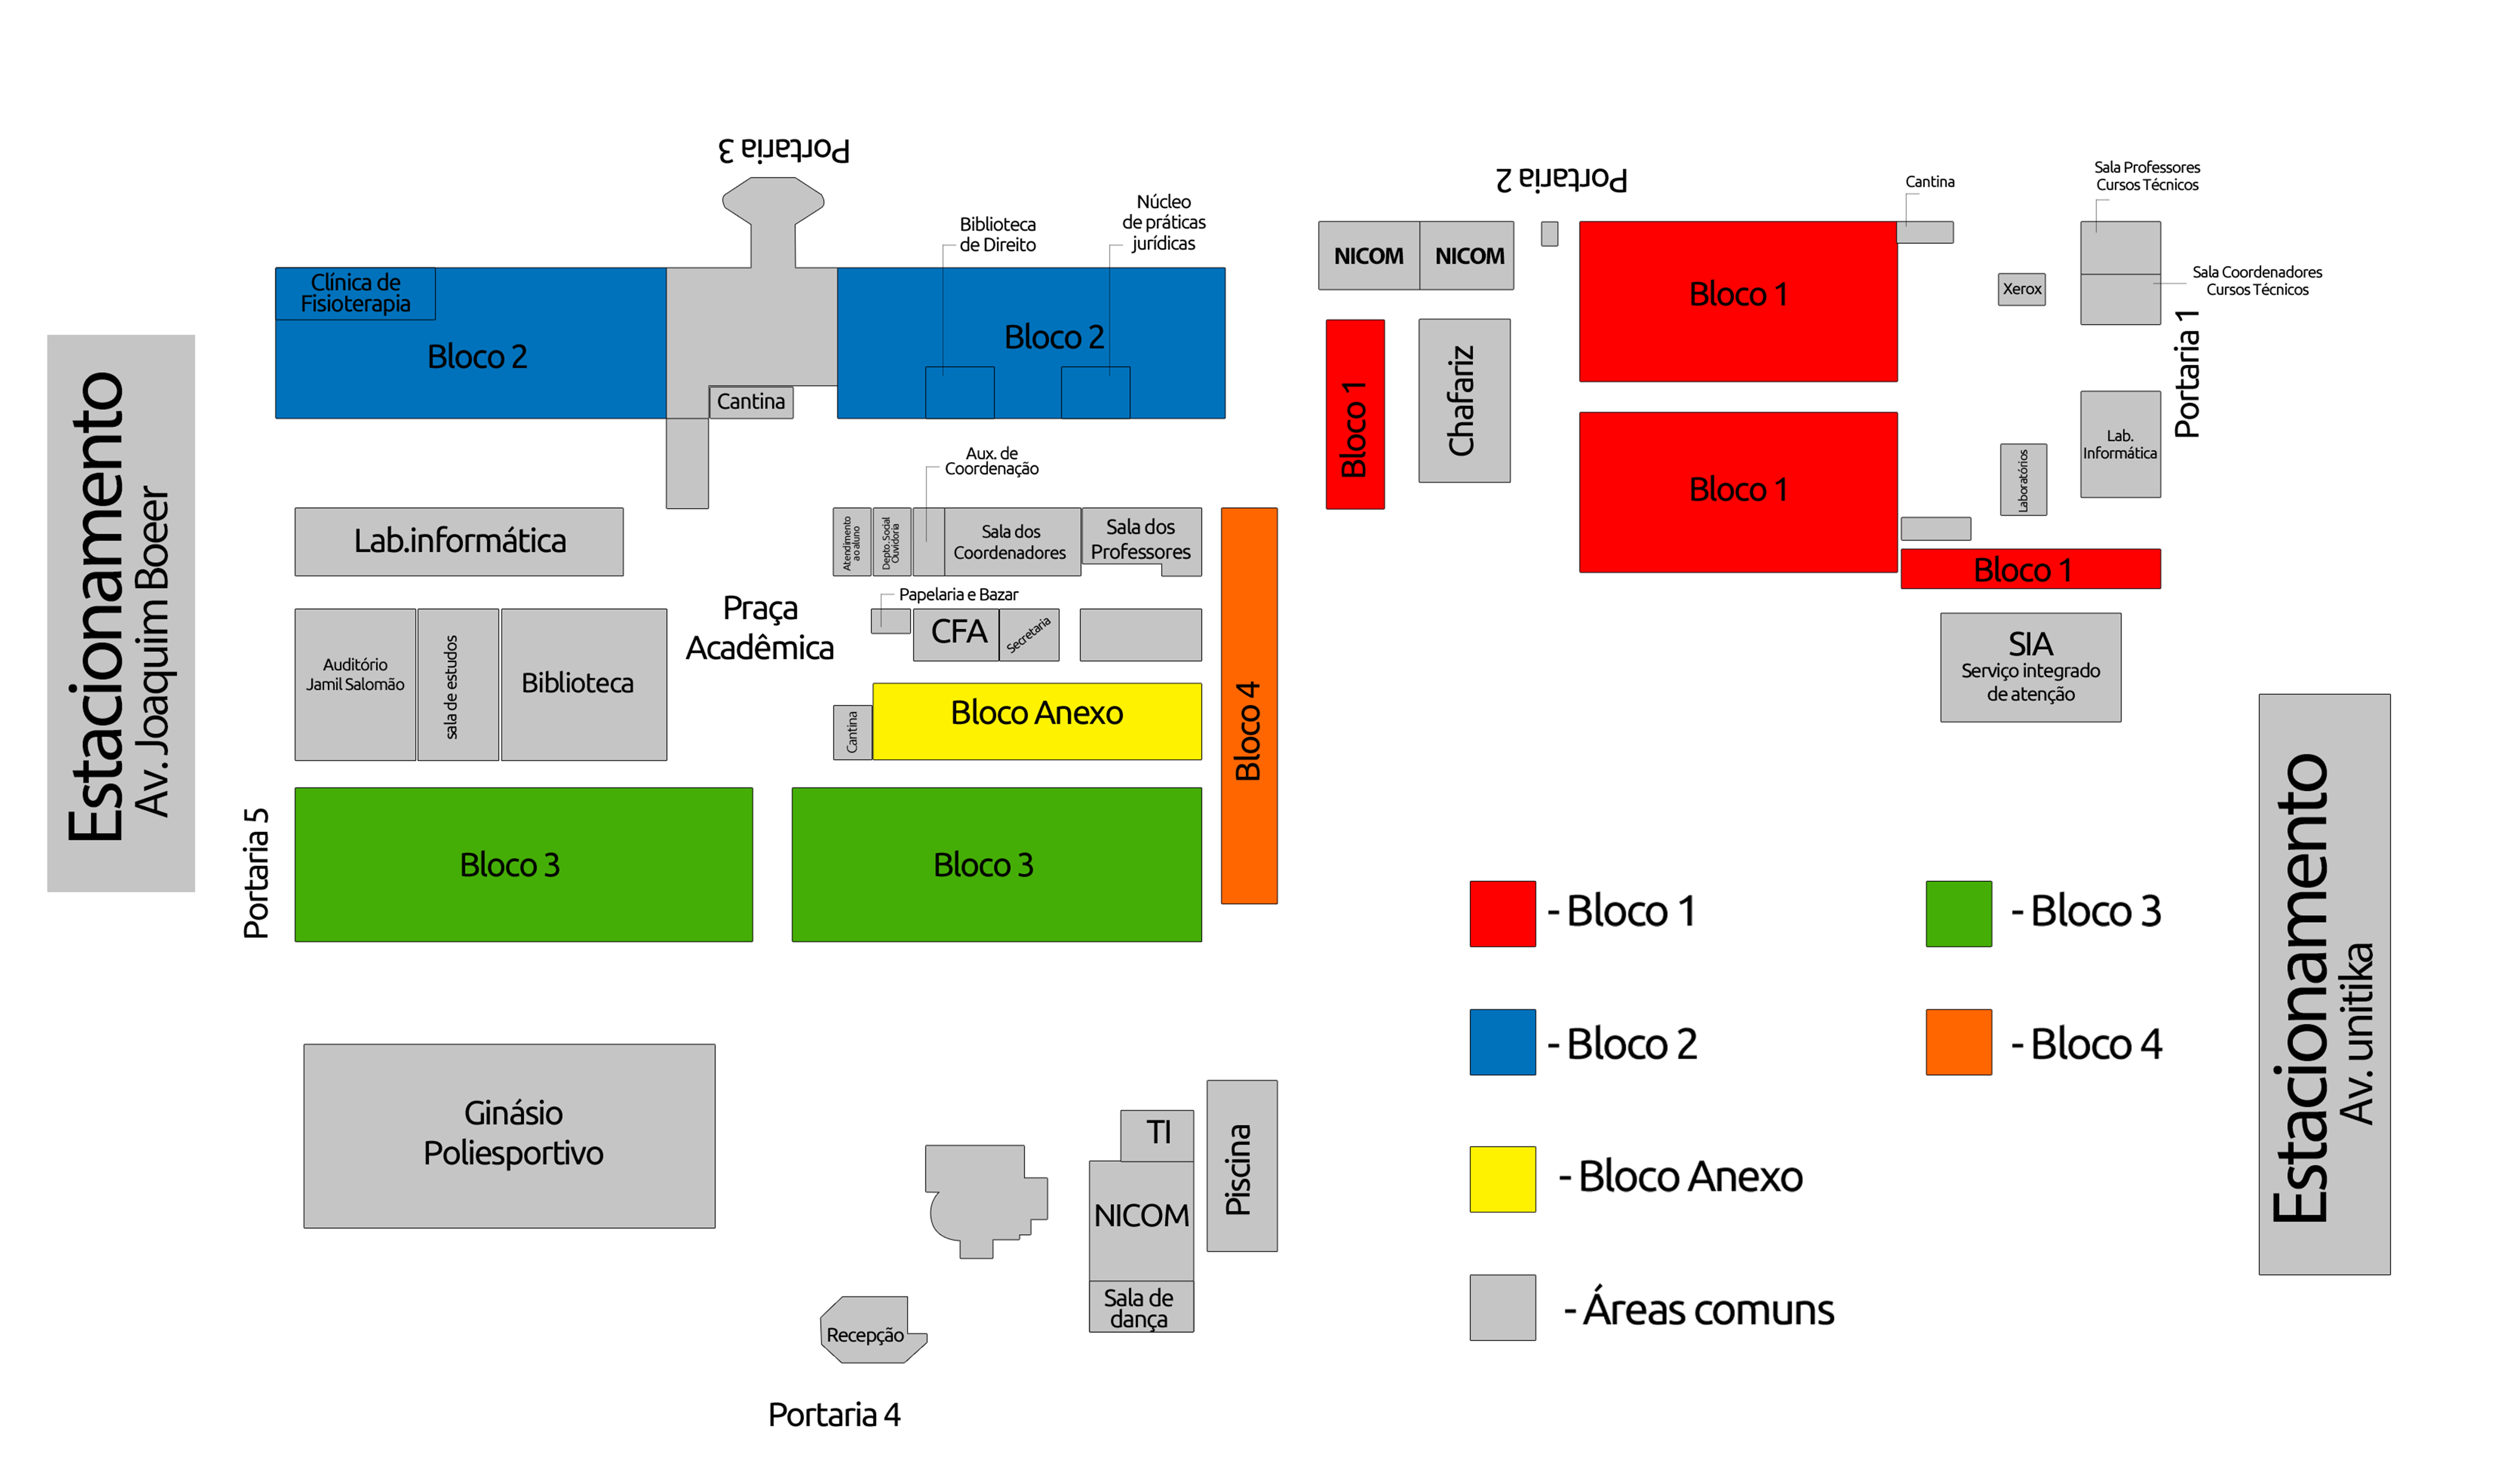 Portaria 3
Portaria 2
Cantina
Sala Professores
Cursos Técnicos
Biblioteca
de Direito
Núcleo
de práticas
jurídicas
Clínica de
Fisioterapia
Bloco 2
Cantina
Bloco 2
NICOM
NICOM
Bloco 1
Xerox
Sala Coordenadores
Cursos Técnicos
Portaria 1
Estacionamento
Av. Joaquim Boeer
Bloco 1
Chafariz
Bloco 1
Laboratórios
Lab.
Informática
Aux. de
Coordenação
Lab.informática
Atendimento
ao aluno
Depto. Social
Ouvidoria
Sala dos
Coordenadores
Sala dos
Professores
Bloco 1
Praça
Acadêmica
Papelaria e Bazar
CFA
Secretaria
Auditório
Jamil Salomão
sala de estudos
Biblioteca
Cantina
Bloco Anexo
Bloco 4
SIA
Serviço integrado
de atenção
Portaria 5
Bloco 3
Bloco 3
Estacionamento
Av. unitika
- Bloco 1
- Bloco 3
- Bloco 2
- Bloco 4
- Bloco Anexo
- Áreas comuns
Ginásio
Poliesportivo
TI
NICOM
Sala de
dança
Piscina
Recepção
Portaria 4